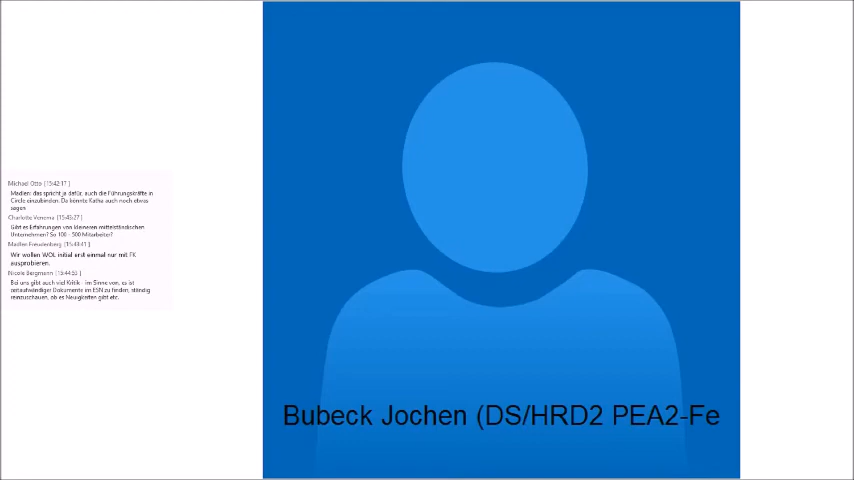 Michael Otto [15:42:17 ]
Madlen: das spricht ja dafür, auch die Führungskräfte in
Circle einzubinden. Da könnte Katha auch noch etwas
sagen
Charlotte Venema [15:43:27 ]
Gibt es Erfahrungen von kleineren mittelständischen
Unternehmen? So 100 - 500 Mitarbeiter?
Madlen Freudenberg [15:43:41 ]
Wir wollen WOL initial erst einmal nur mit FK
ausprobieren.
Nicole Bergmann [15:44:53 ]
Bei uns gibt auch viel Kritik - im Sinne von, es ist
zeitaufwändiger Dokumente im ESN zu finden, ständig
reinzuschauen, ob es Neuigkeiten gibt etc.
Bubeck Jochen (DS/HRD2 PEA2-Fe